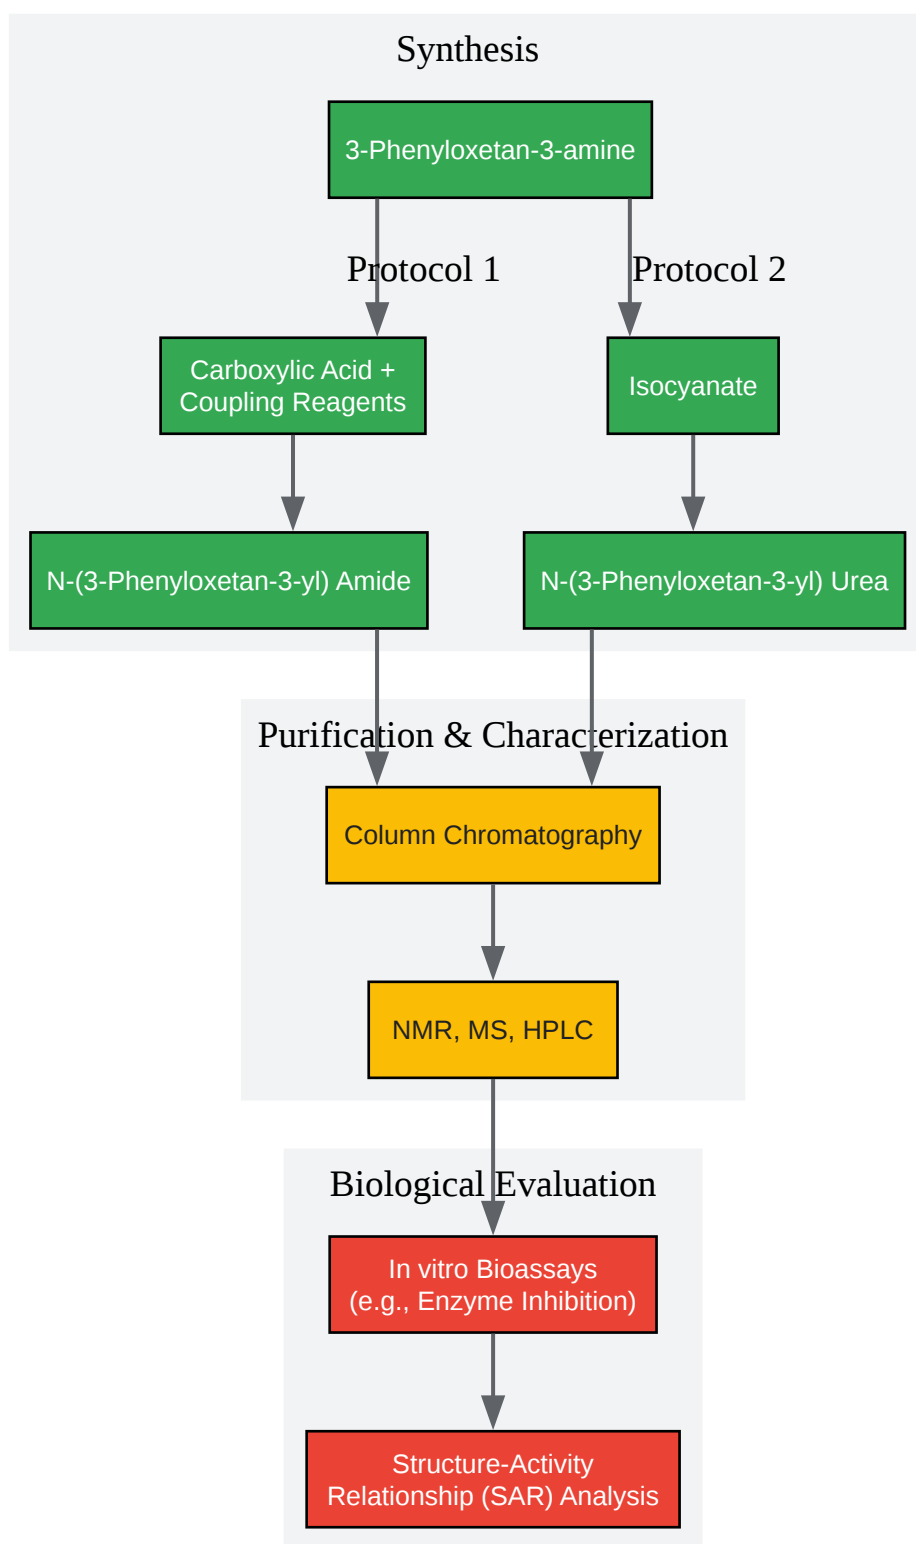 Synthesis
3-Phenyloxetan-3-amine
Protocol 1
Protocol 2
Carboxylic Acid +
Coupling Reagents
Isocyanate
N-(3-Phenyloxetan-3-yl) Amide
N-(3-Phenyloxetan-3-yl) Urea
Purification & Characterization
Column Chromatography
NMR, MS, HPLC
Biological Evaluation
In vitro Bioassays
(e.g., Enzyme Inhibition)
Structure-Activity
Relationship (SAR) Analysis